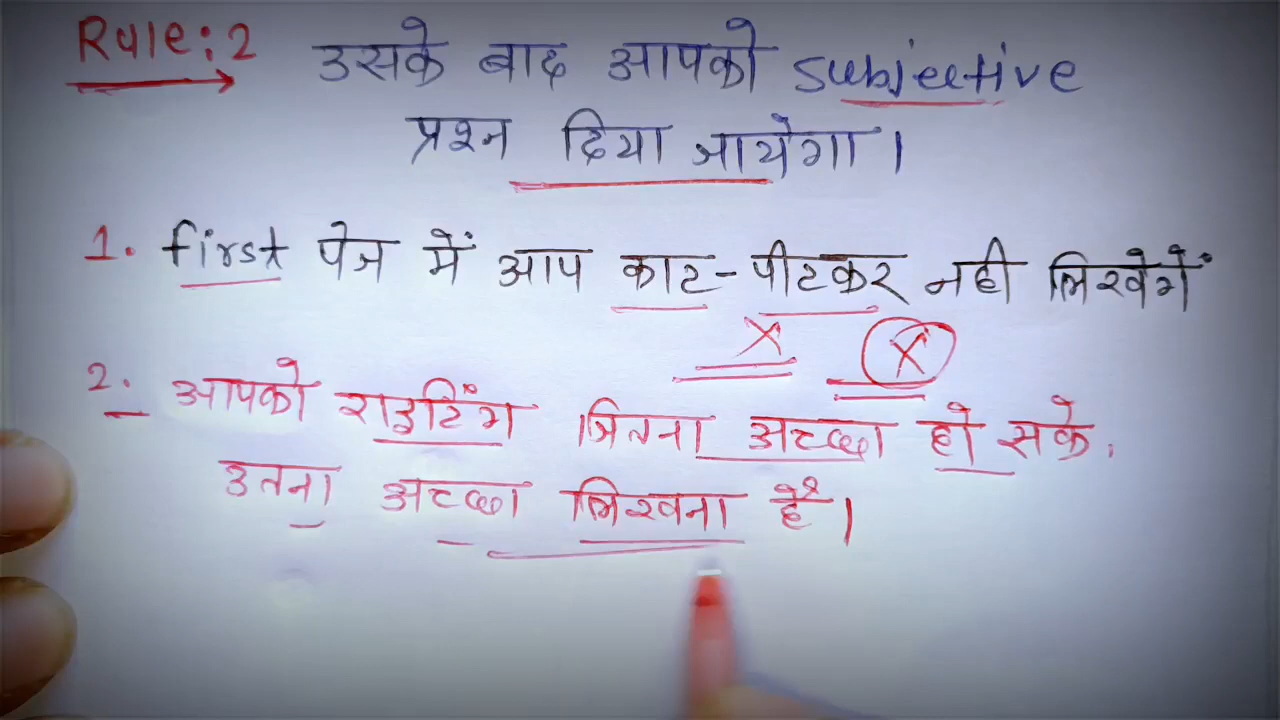 Rule:2 उसके बाद आपको subjective
प्रश्न दिया जायेगा।
1. first पेज में आप काट-पीटकर नही लिखेगें
x x
2. आपको राइटिंग जितना अच्छा हो सके,
उतना अच्छा लिखना है।